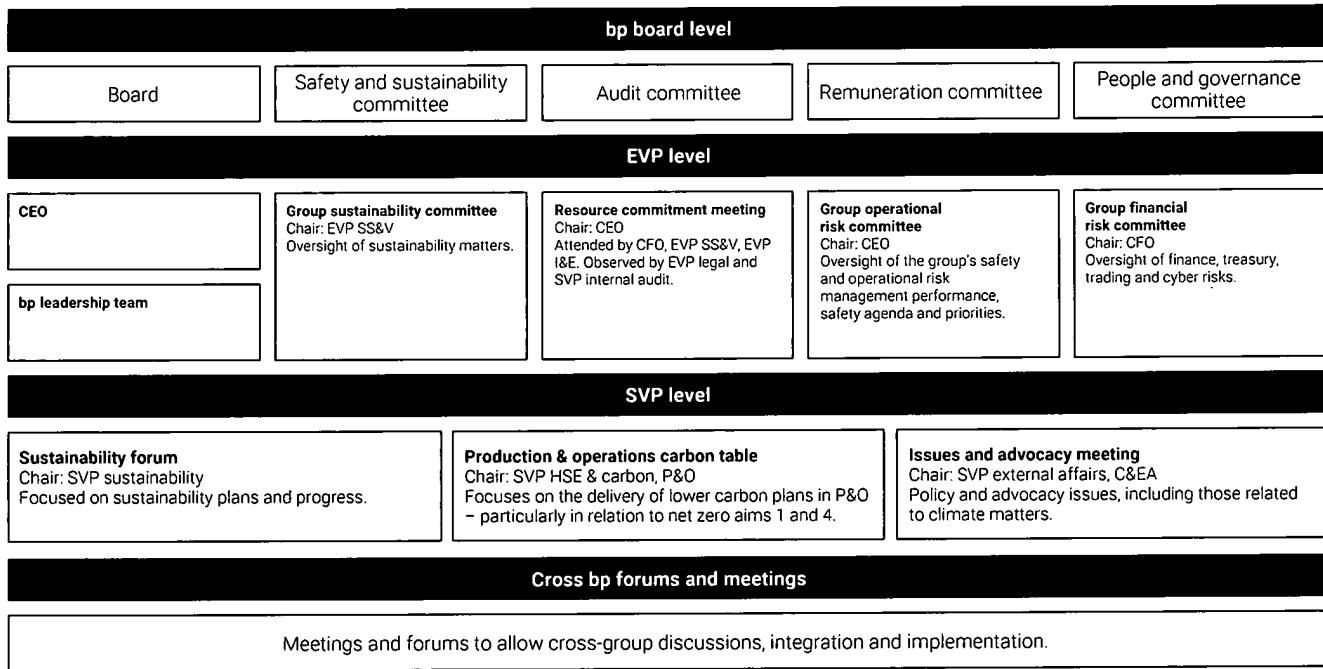 bp board level
Board
Safety and sustainability
committee
Audit committee
Remuneration committee
People and governance
committee
EVP level
CEO
bp leadership team
Group sustainability committee
Chair: EVP SS&V
Oversight of sustainability matters.
Resource commitment meeting
Chair: CEO
Attended by CFO, EVP SS&V, EVP
I&E. Observed by EVP legal and
SVP internal audit.
Group operational
risk committee
Chair: CEO
Oversight of the group's safety
and operational risk
management performance,
safety agenda and priorities.
Group financial
risk committee
Chair: CFO
Oversight of finance, treasury,
trading and cyber risks.
SVP level
Sustainability forum
Chair: SVP sustainability
Focused on sustainability plans and progress.
Production & operations carbon table
Chair: SVP HSE & carbon, P&O
Focuses on the delivery of lower carbon plans in P&O
– particularly in relation to net zero aims 1 and 4.
Issues and advocacy meeting
Chair: SVP external affairs, C&EA
Policy and advocacy issues, including those related
to climate matters.
Cross bp forums and meetings
Meetings and forums to allow cross-group discussions, integration and implementation.